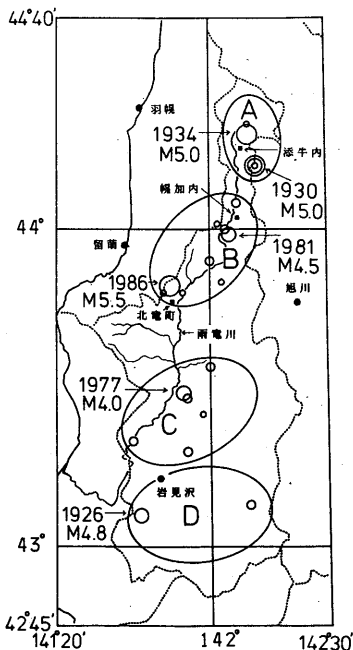 44°40'
羽幌
A
1934
M5.0
添牛内
1930
M5.0
幌加内
44°
留萌
1981
M4.5
B
1986
M5.5
旭川
北竜町
雨竜川
1977
M4.0
C
岩見沢
1926
M4.8
D
43°
42°45'
141°20'
142°
142°30'